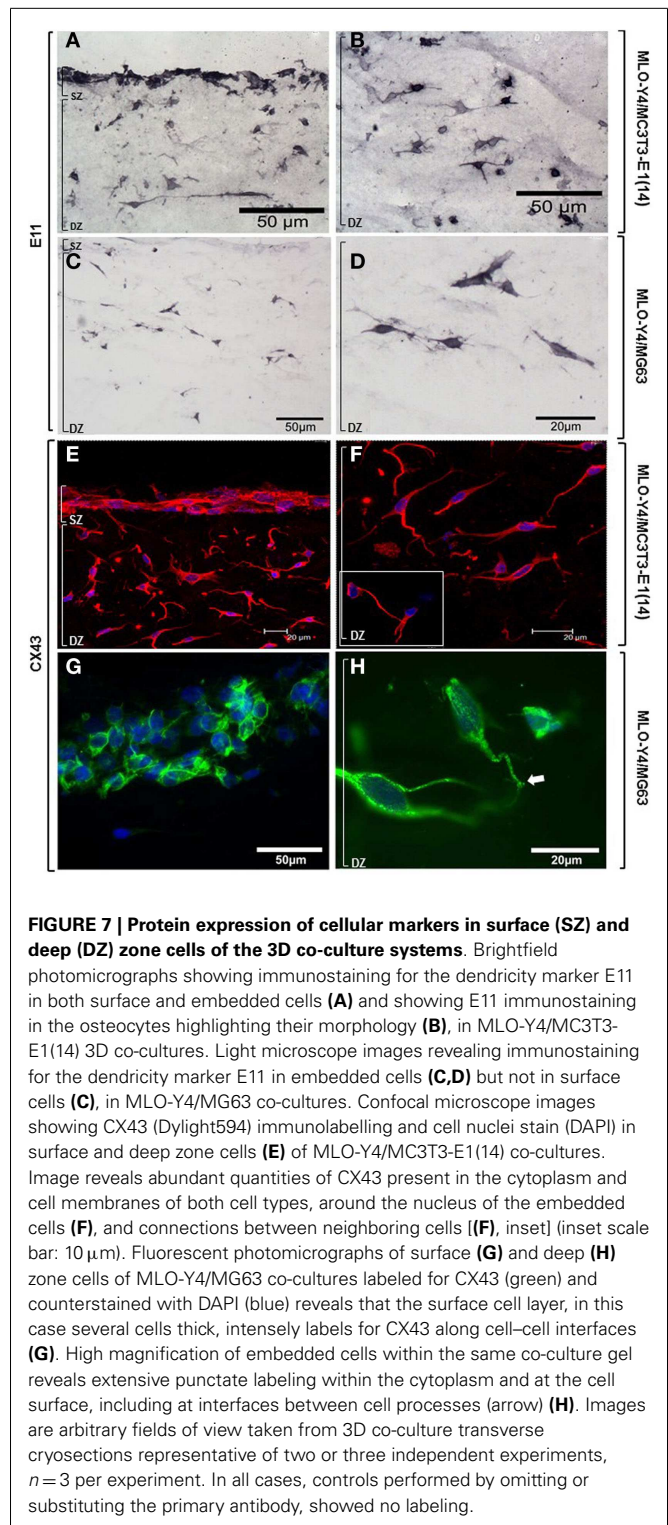 A
B
SZ
DZ
50 µm
DZ
50 µm
MLO-Y4/MC3T3-E1(14)
E11
SZ
C
D
DZ
50µm
DZ
20µm
MLO-Y4/MG63
E
F
SZ
DZ
20 µm
DZ
20 µm
MLO-Y4/MC3T3-E1(14)
CX43
G
H
50µm
DZ
20µm
MLO-Y4/MG63
FIGURE 7 | Protein expression of cellular markers in surface (SZ) and
deep (DZ) zone cells of the 3D co-culture systems. Brightfield
photomicrographs showing immunostaining for the dendricity marker E11
in both surface and embedded cells (A) and showing E11 immunostaining
in the osteocytes highlighting their morphology (B), in MLO-Y4/MC3T3-
E1(14) 3D co-cultures. Light microscope images revealing immunostaining
for the dendricity marker E11 in embedded cells (C,D) but not in surface
cells (C), in MLO-Y4/MG63 co-cultures. Confocal microscope images
showing CX43 (Dylight594) immunolabelling and cell nuclei stain (DAPI) in
surface and deep zone cells (E) of MLO-Y4/MC3T3-E1(14) co-cultures.
Image reveals abundant quantities of CX43 present in the cytoplasm and
cell membranes of both cell types, around the nucleus of the embedded
cells (F), and connections between neighboring cells [(F), inset] (inset scale
bar: 10 µm). Fluorescent photomicrographs of surface (G) and deep (H)
zone cells of MLO-Y4/MG63 co-cultures labeled for CX43 (green) and
counterstained with DAPI (blue) reveals that the surface cell layer, in this
case several cells thick, intensely labels for CX43 along cell–cell interfaces
(G). High magnification of embedded cells within the same co-culture gel
reveals extensive punctate labeling within the cytoplasm and at the cell
surface, including at interfaces between cell processes (arrow) (H). Images
are arbitrary fields of view taken from 3D co-culture transverse
cryosections representative of two or three independent experiments,
n = 3 per experiment. In all cases, controls performed by omitting or
substituting the primary antibody, showed no labeling.